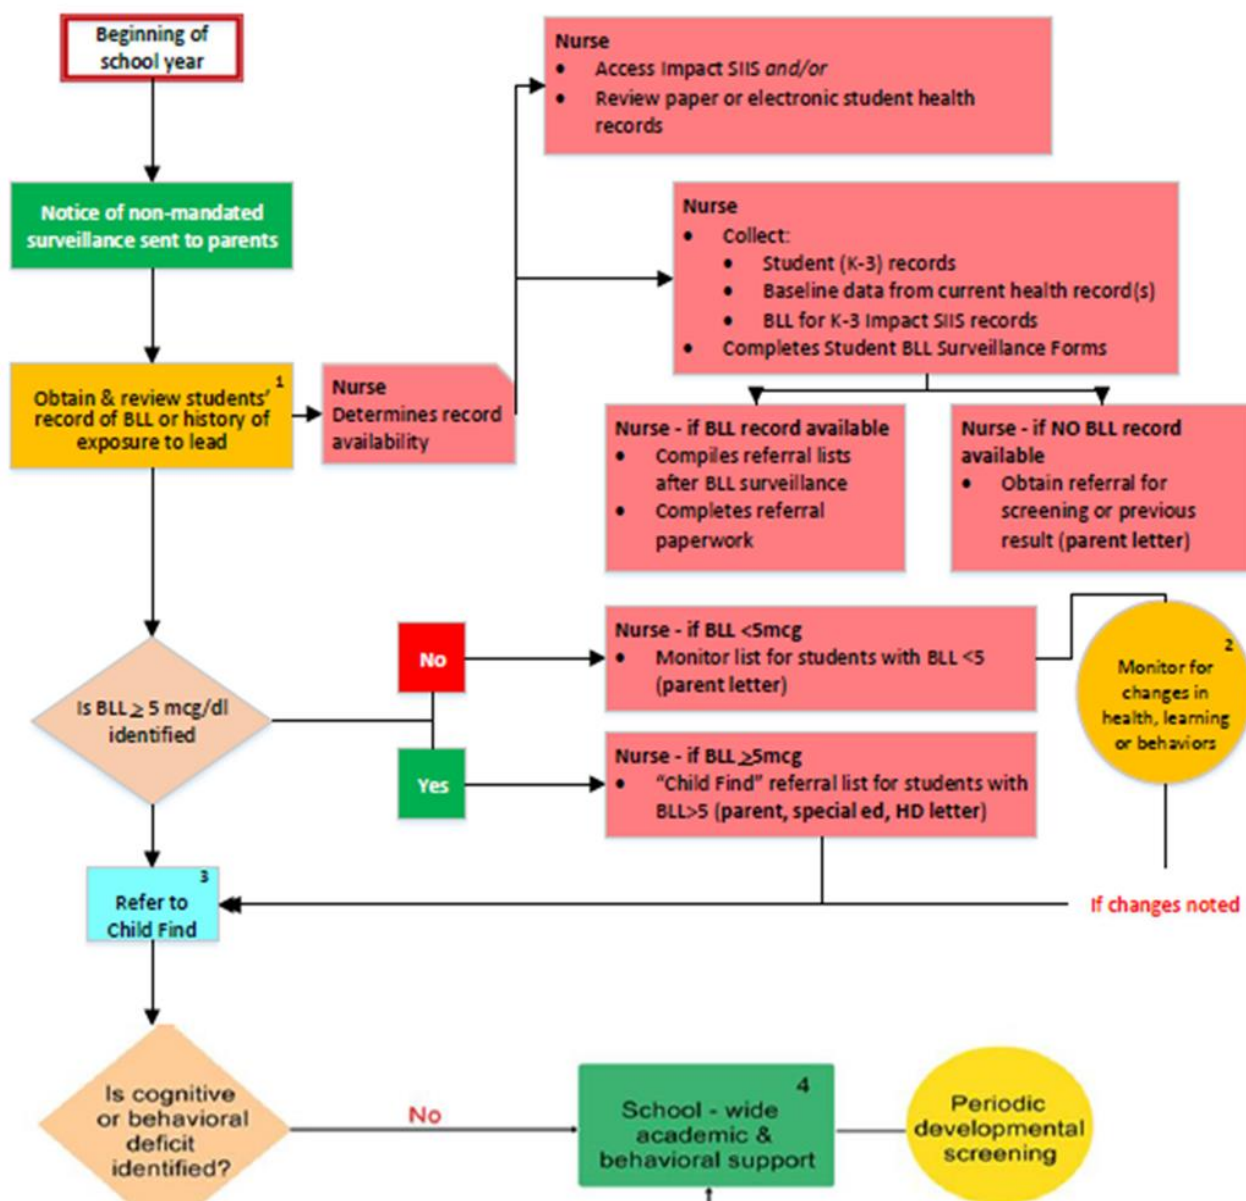 Beginning of
school year
Nurse
• Access Impact SIIS and/or
• Review paper or electronic student health
records
Notice of non-mandated
surveillance sent to parents
Nurse
• Collect:
• Student (K-3) records
• Baseline data from current health record(s)
• BLL for K-3 Impact SIIS records
• Completes Student BLL Surveillance Forms
1
Obtain & review students'
record of BLL or history of
exposure to lead
Nurse
Determines record
availability
Nurse - if BLL record available
• Compiles referral lists
after BLL surveillance
• Completes referral
paperwork
Nurse - if NO BLL record
available
• Obtain referral for
screening or previous
result (parent letter)
Is BLL ≥ 5 mcg/dl
identified
No
Nurse - if BLL <5mcg
• Monitor list for students with BLL <5
(parent letter)
2
Monitor for
changes in
health, learning
or behaviors
Yes
Nurse - if BLL ≥5mcg
• "Child Find" referral list for students with
BLL>5 (parent, special ed, HD letter)
3
Refer to
Child Find
If changes noted
Is cognitive
or behavioral
deficit
identified?
No
4
School - wide
academic &
behavioral support
Periodic
developmental
screening